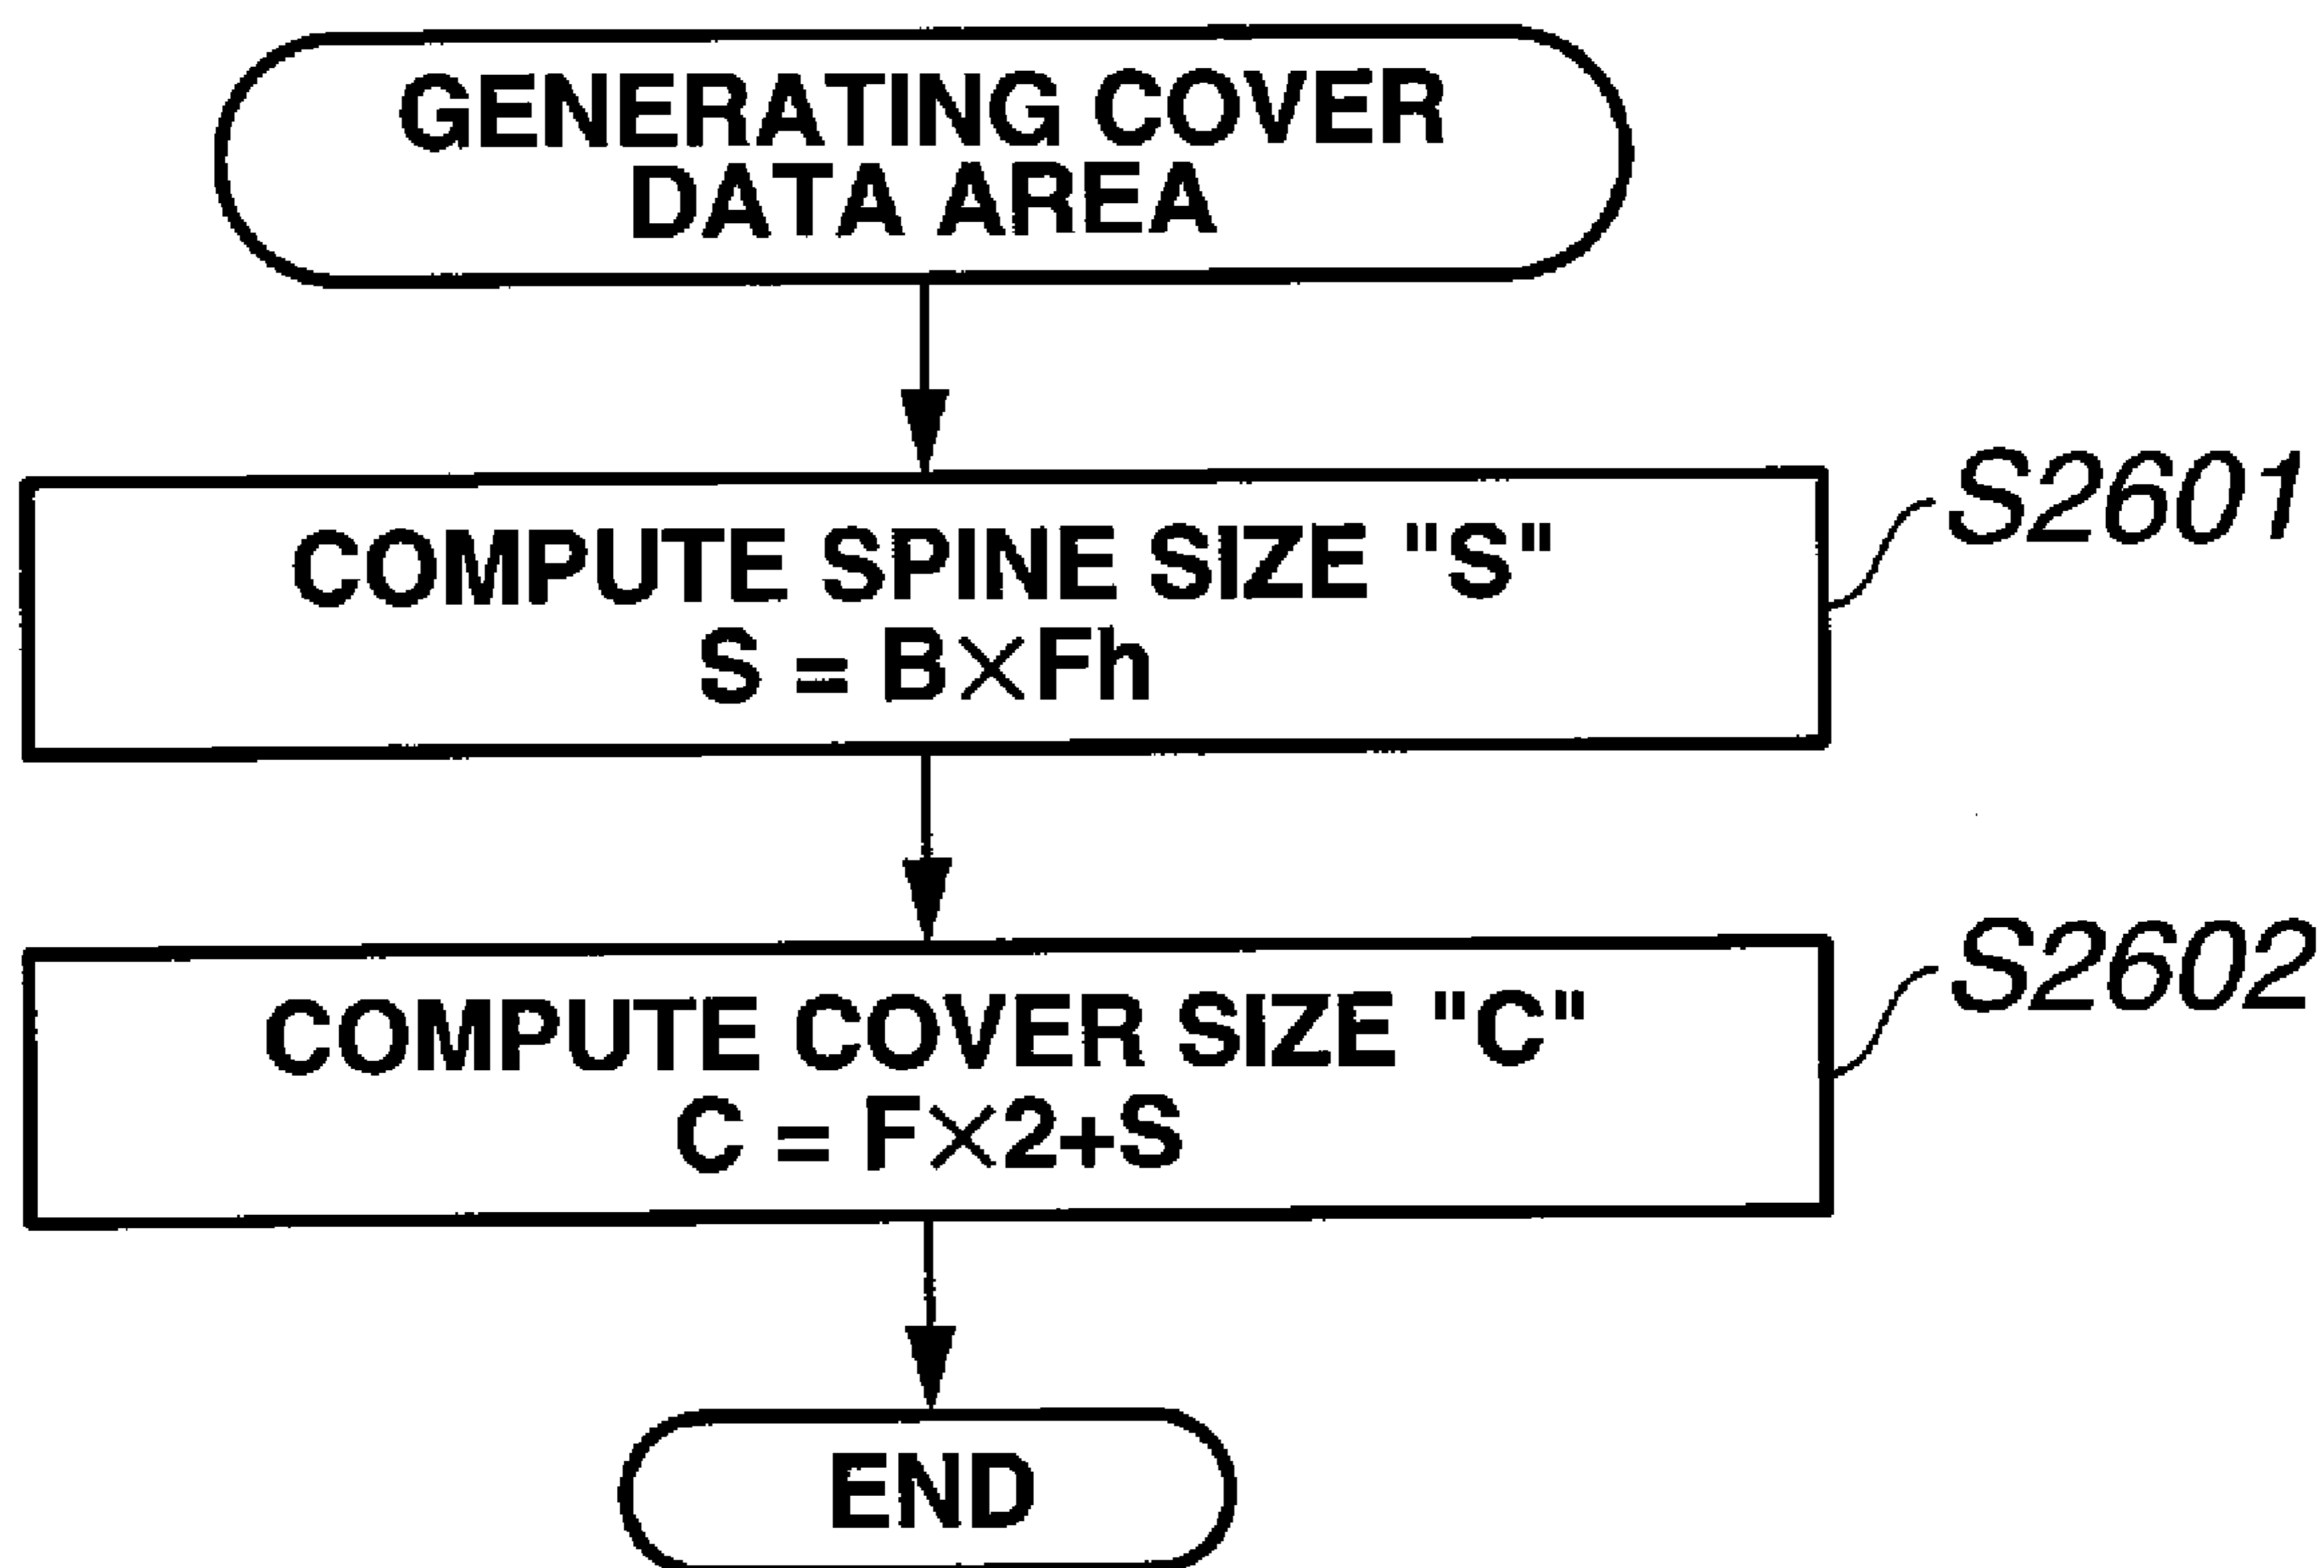 GENERATING COVER
DATA AREA
COMPUTE SPINE SIZE "S"
S = B×Fh
S2601
COMPUTE COVER SIZE "C"
C = F×2+S
S2602
END